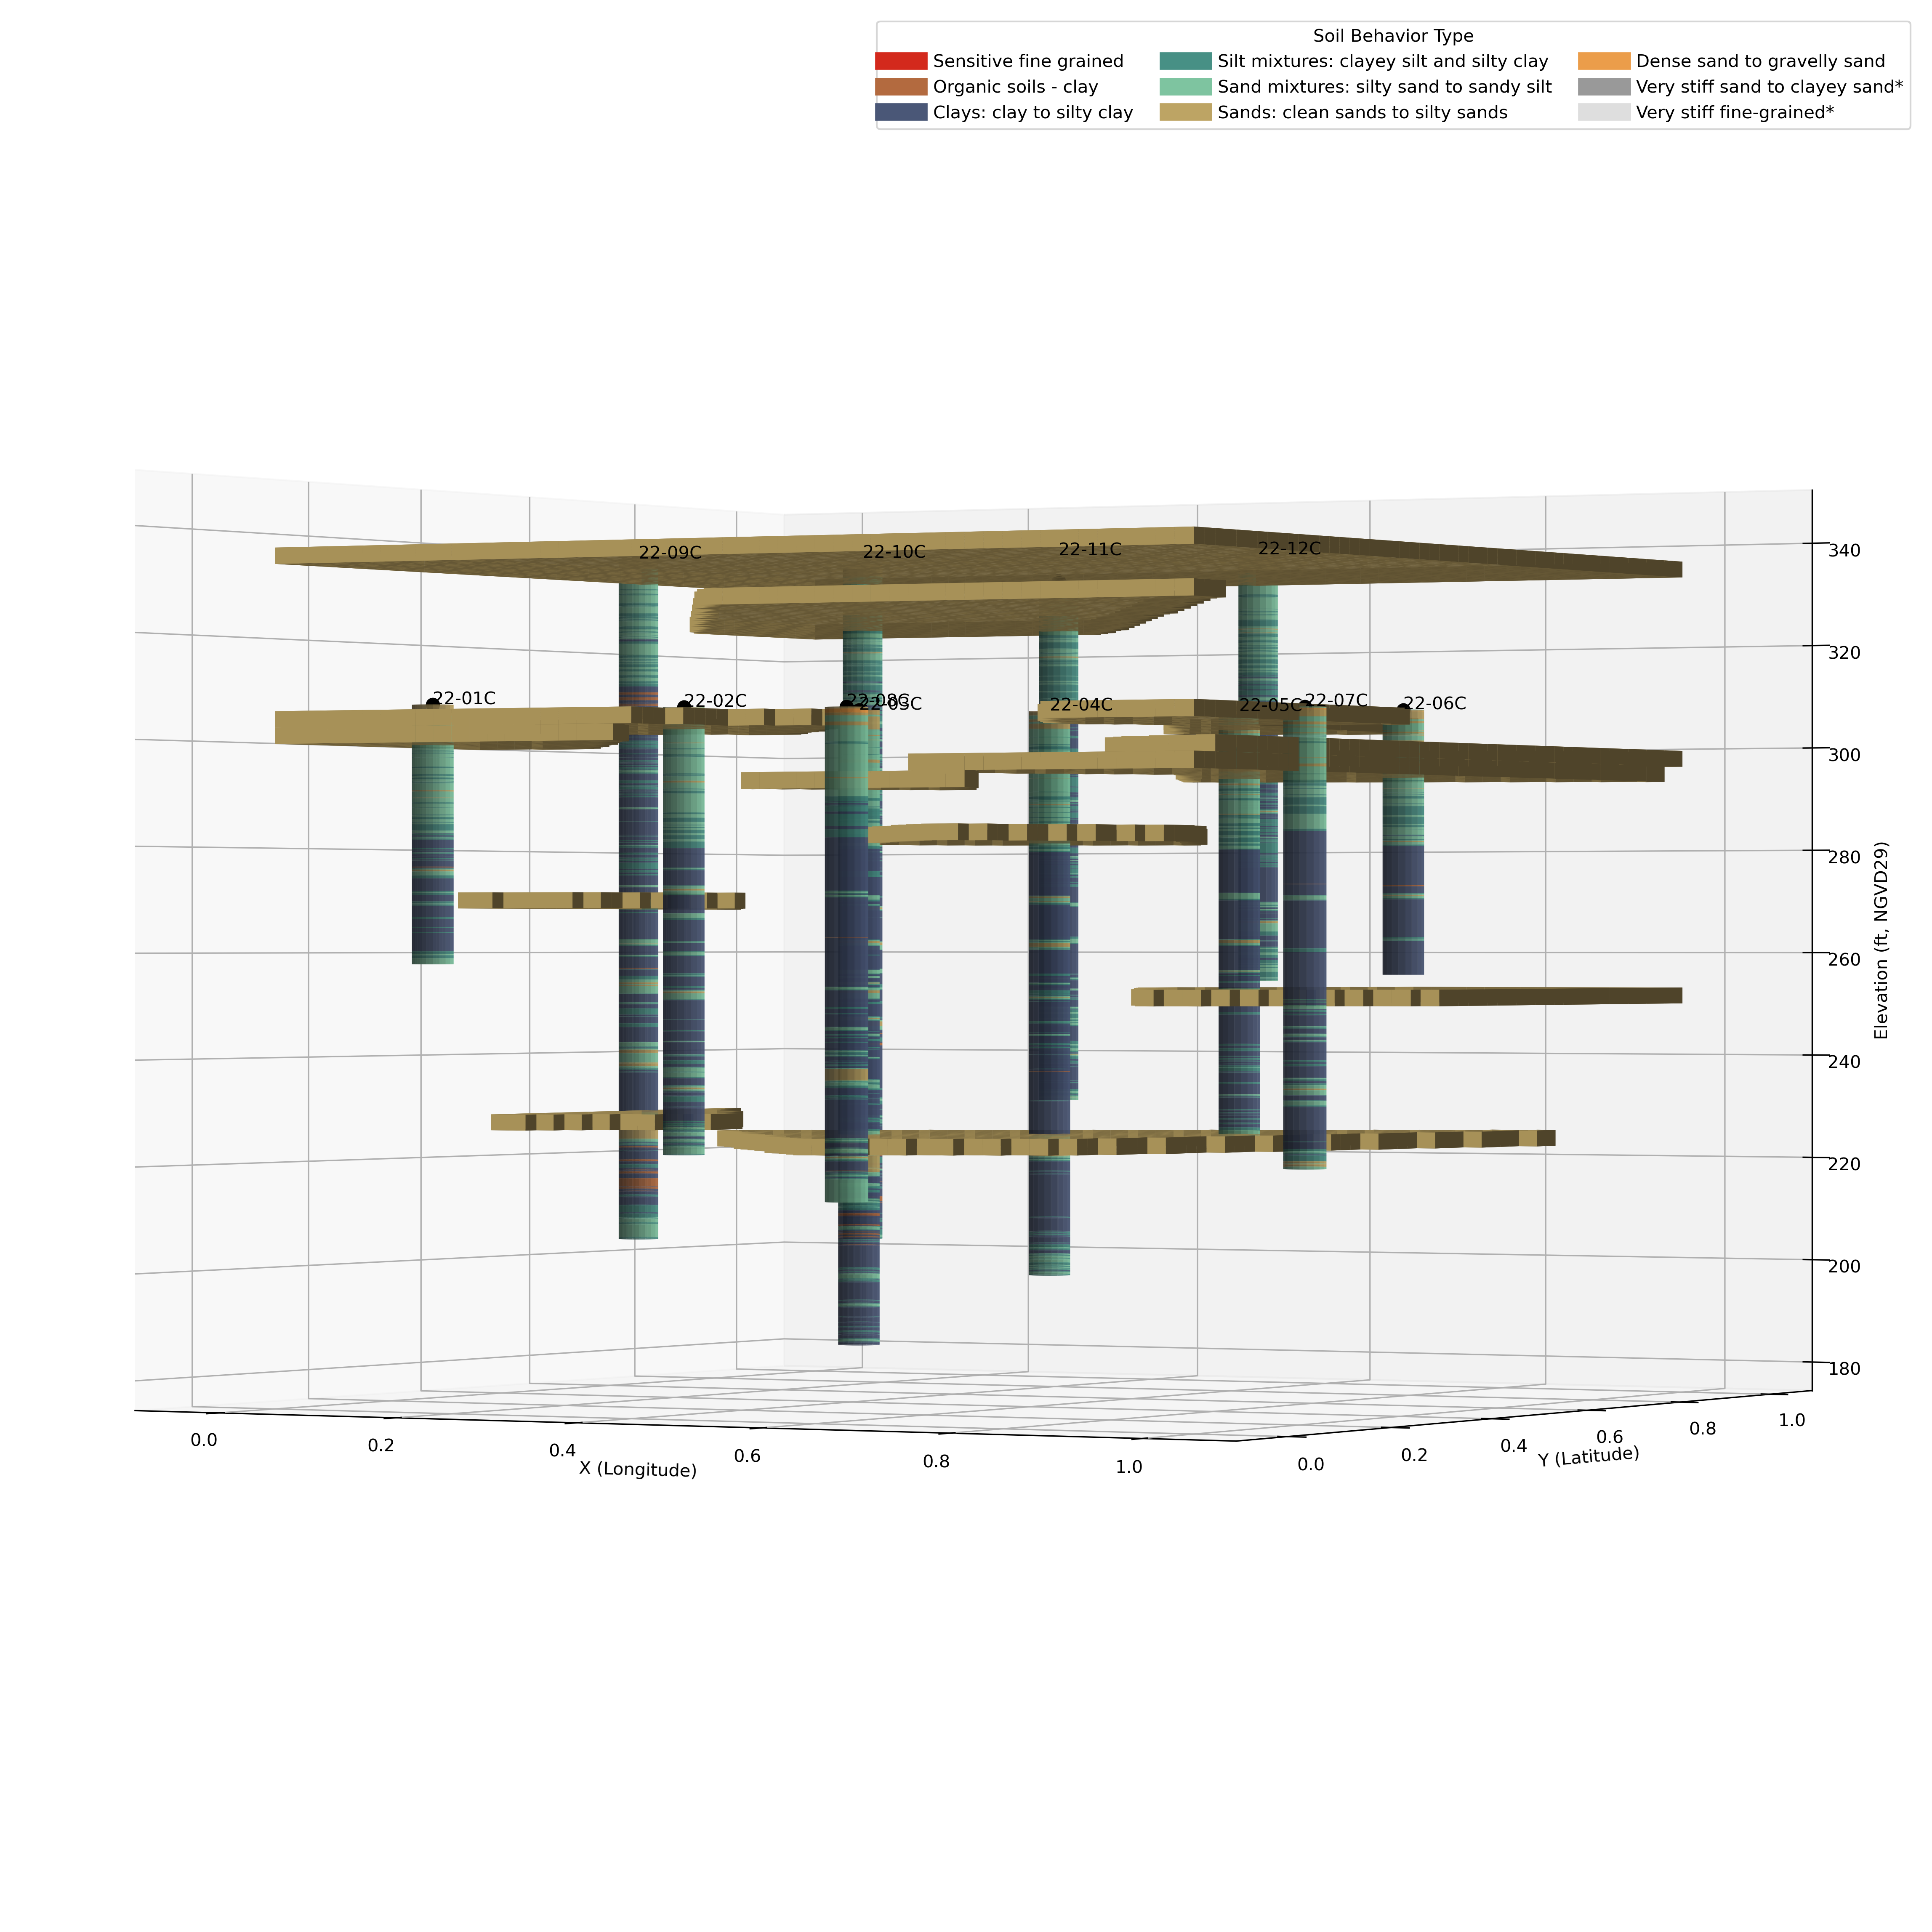 Soil Behavior Type
Sensitive fine grained
Organic soils - clay
Clays: clay to silty clay
Silt mixtures: clayey silt and silty clay
Sand mixtures: silty sand to sandy silt
Sands: clean sands to silty sands
Dense sand to gravelly sand
Very stiff sand to clayey sand*
Very stiff fine-grained*
22-09C
22-10C
22-11C
22-12C
22-01C
22-02C
22-08C
22-03C
22-04C
22-05C
22-07C
22-06C
340
320
300
280
260
240
220
200
180
Elevation (ft, NGVD29)
0.0
0.2
0.4
0.6
0.8
1.0
X (Longitude)
0.0
0.2
0.4
0.6
0.8
1.0
Y (Latitude)